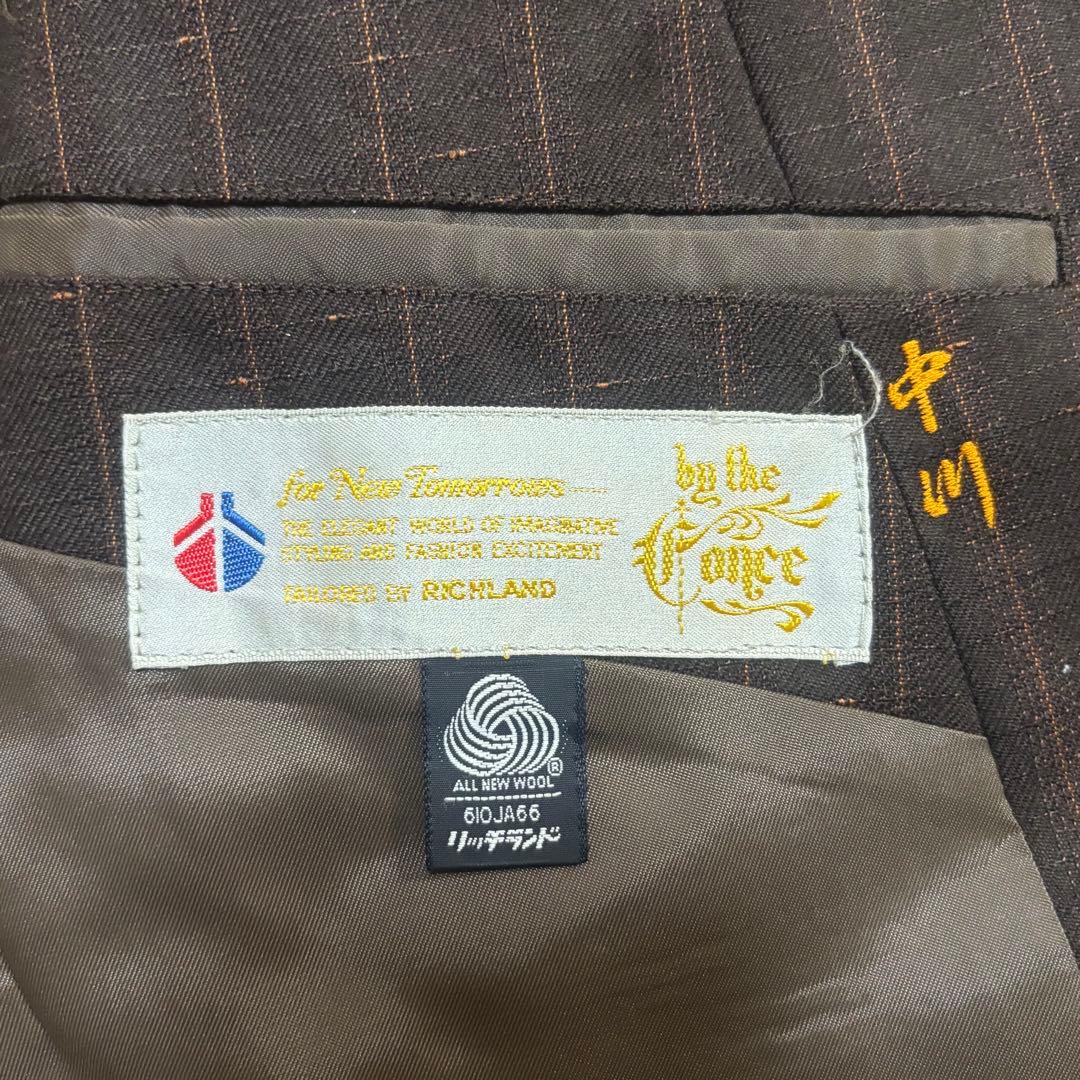 for New Tomorrows
THE ELEGANT WORLD OF IMAGINATIVE
STYLING AND FASHION EXCITEMENT
TAILORED BY RICHLAND
by the
Conce
中川
ALL NEW WOOL
610JA66
リッチランド